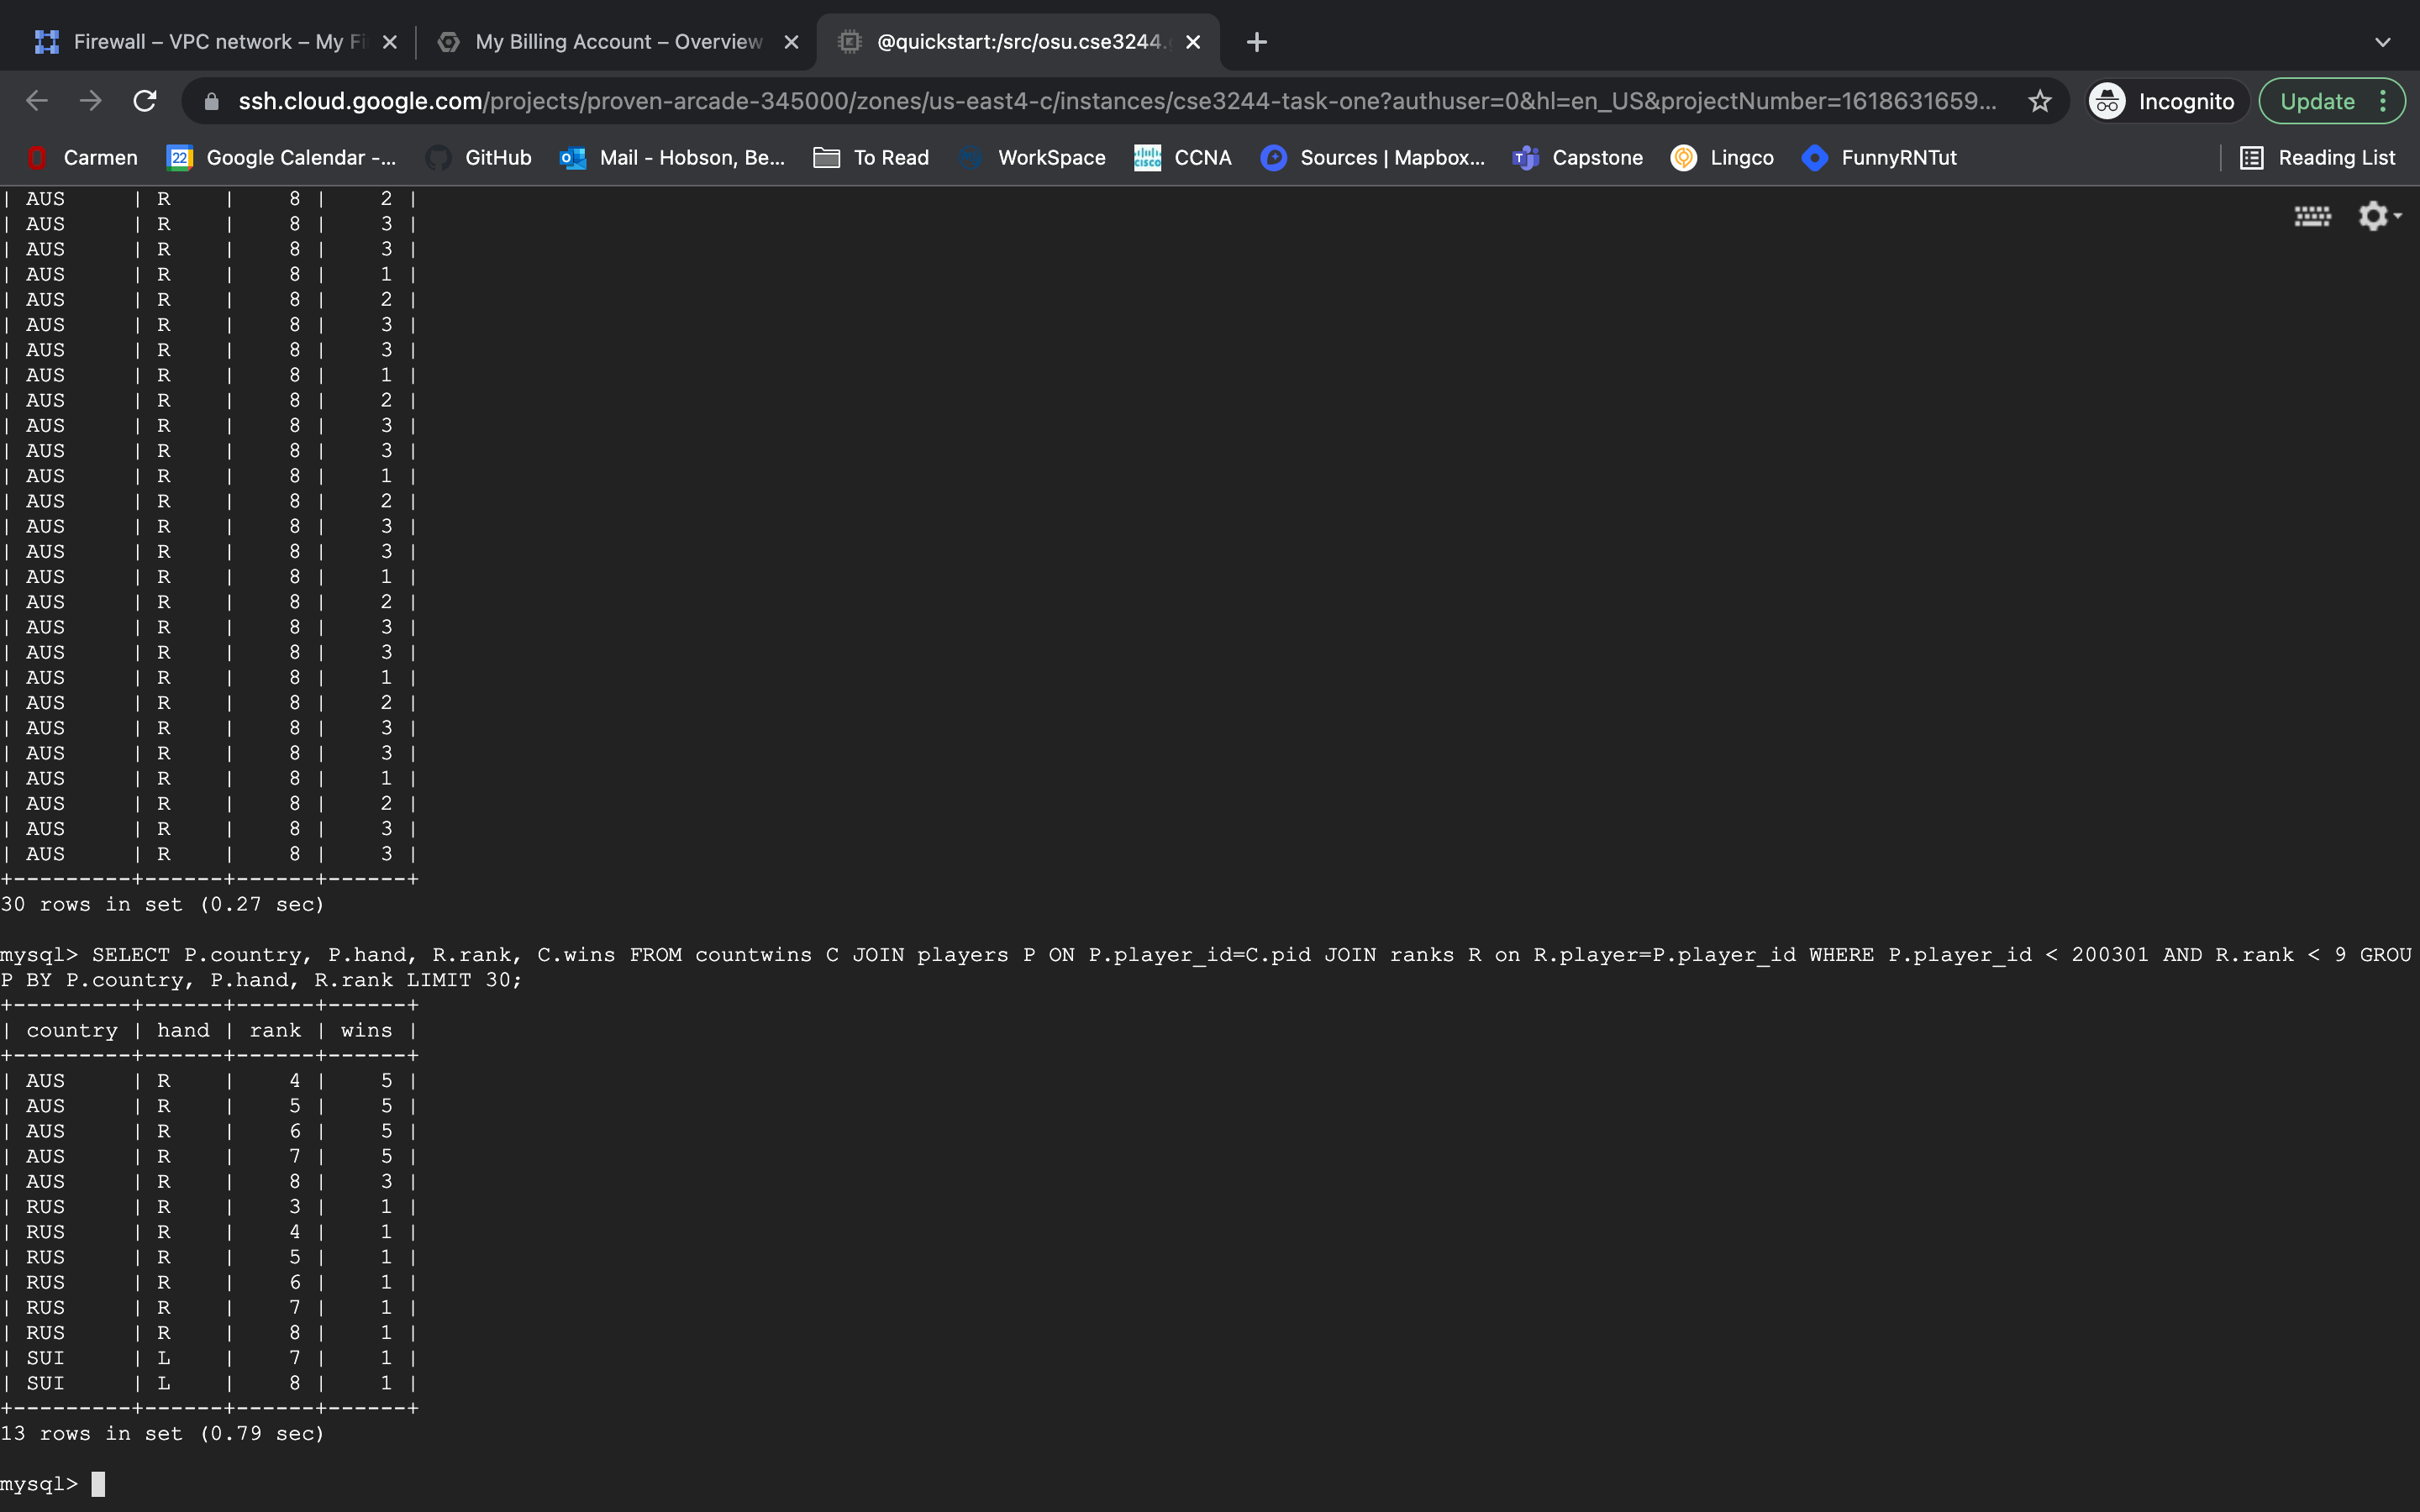 Firewall – VPC network – My Fi
My Billing Account – Overview
@quickstart:/src/osu.cse3244.
ssh.cloud.google.com/projects/proven-arcade-345000/zones/us-east4-c/instances/cse3244-task-one?authuser=0&hl=en_US&projectNumber=1618631659...
Incognito
Update
Carmen
22
Google Calendar -...
GitHub
Mail - Hobson, Be...
To Read
WorkSpace
CCNA
Sources | Mapbox...
Capstone
Lingco
FunnyRNTut
Reading List
| AUS | R | 8 | 2 |
| AUS | R | 8 | 3 |
| AUS | R | 8 | 3 |
| AUS | R | 8 | 1 |
| AUS | R | 8 | 2 |
| AUS | R | 8 | 3 |
| AUS | R | 8 | 3 |
| AUS | R | 8 | 1 |
| AUS | R | 8 | 2 |
| AUS | R | 8 | 3 |
| AUS | R | 8 | 3 |
| AUS | R | 8 | 1 |
| AUS | R | 8 | 2 |
| AUS | R | 8 | 3 |
| AUS | R | 8 | 3 |
| AUS | R | 8 | 1 |
| AUS | R | 8 | 2 |
| AUS | R | 8 | 3 |
| AUS | R | 8 | 3 |
| AUS | R | 8 | 1 |
| AUS | R | 8 | 2 |
| AUS | R | 8 | 3 |
| AUS | R | 8 | 3 |
| AUS | R | 8 | 1 |
| AUS | R | 8 | 2 |
| AUS | R | 8 | 3 |
| AUS | R | 8 | 3 |
+---------+------+------+------+
30 rows in set (0.27 sec)
mysql> SELECT P.country, P.hand, R.rank, C.wins FROM countwins C JOIN players P ON P.player_id=C.pid JOIN ranks R on R.player=P.player_id WHERE P.player_id < 200301 AND R.rank < 9 GROU
P BY P.country, P.hand, R.rank LIMIT 30;
+---------+------+------+------+
| country | hand | rank | wins |
+---------+------+------+------+
| AUS | R | 4 | 5 |
| AUS | R | 5 | 5 |
| AUS | R | 6 | 5 |
| AUS | R | 7 | 5 |
| AUS | R | 8 | 3 |
| RUS | R | 3 | 1 |
| RUS | R | 4 | 1 |
| RUS | R | 5 | 1 |
| RUS | R | 6 | 1 |
| RUS | R | 7 | 1 |
| RUS | R | 8 | 1 |
| SUI | L | 7 | 1 |
| SUI | L | 8 | 1 |
+---------+------+------+------+
13 rows in set (0.79 sec)
mysql>